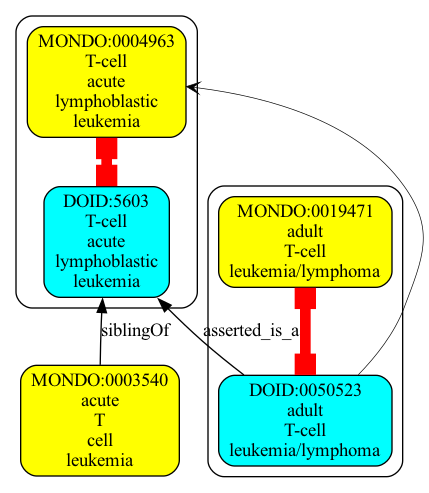 MONDO:0004963
T-cell
acute
lymphoblastic
leukemia
DOID:5603
T-cell
acute
lymphoblastic
leukemia
MONDO:0019471
adult
T-cell
leukemia/lymphoma
siblingOf
asserted_is_a
MONDO:0003540
acute
T
cell
leukemia
DOID:0050523
adult
T-cell
leukemia/lymphoma